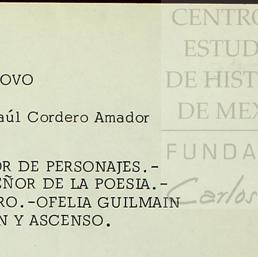 CENTRO
ESTUD
DE HIST
DE MEX
FUNDA
Carlos
OVO
aúl Cordero Amador
OR DE PERSONAJES.-
EÑOR DE LA POESIA.-
RO.-OFELIA GUILMAIN
N Y ASCENSO.